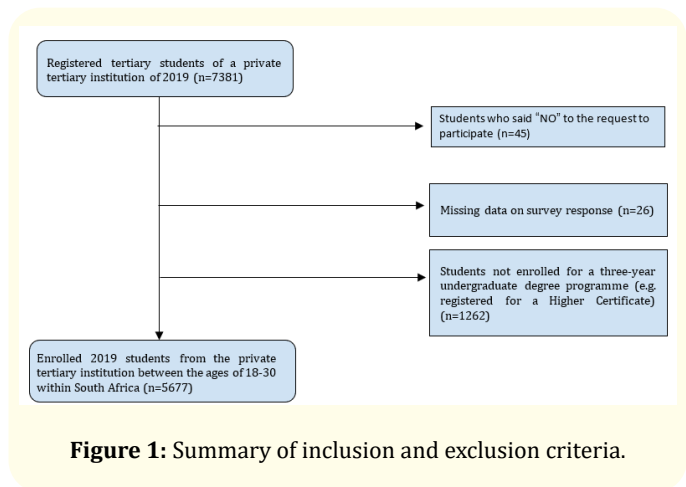 Registered tertiary students of a private
tertiary institution of 2019 (n=7381)
Students who said "NO" to the request to
participate (n=45)
Missing data on survey response (n=26)
Students not enrolled for a three-year
undergraduate degree programme (e.g.
registered for a Higher Certificate)
(n=1262)
Enrolled 2019 students from the private
tertiary institution between the ages of 18-30
within South Africa (n=5677)
Figure 1: Summary of inclusion and exclusion criteria.